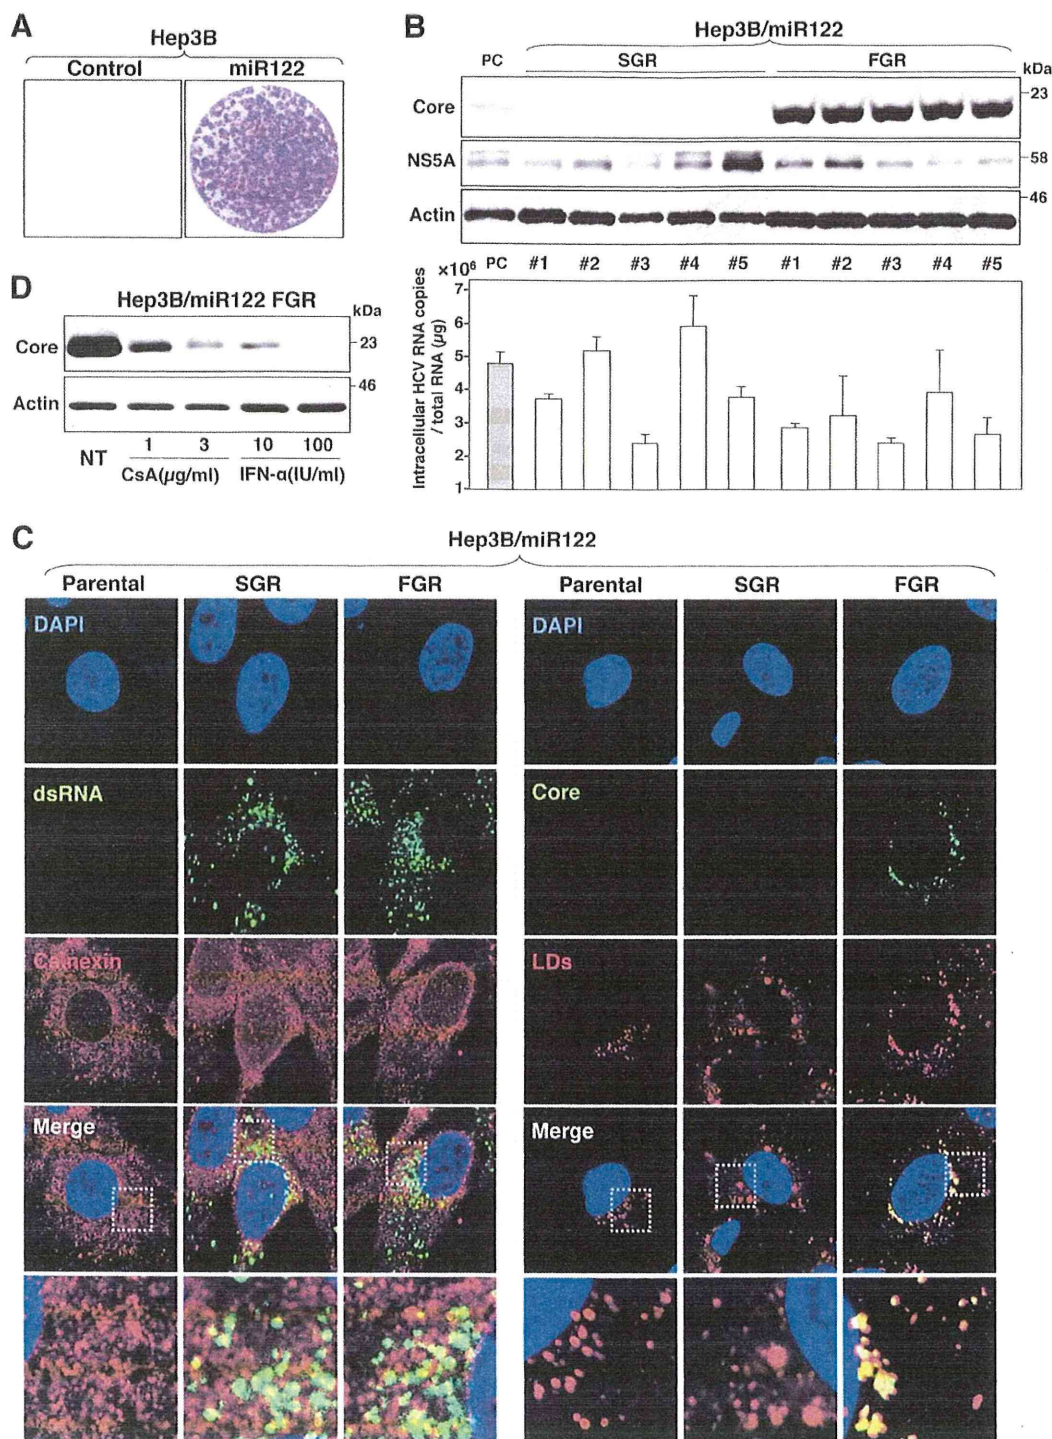 A
Hep3B
Control miR122
B
Hep3B/miR122
PC SGR FGR kDa
Core 23
NS5A 58
46
Actin
PC #1 #2 #3 #4 #5 #1 #2 #3 #4 #5
×10⁶
Intracellular HCV RNA copies
/ total RNA (µg)
7
6
5
4
3
2
1
D
Hep3B/miR122 FGR
kDa
Core 23
46
Actin
NT 1 3 10 100
CsA(µg/ml) IFN-α(IU/ml)
C
Hep3B/miR122
Parental SGR FGR Parental SGR FGR
DAPI DAPI
dsRNA Core
Calnexin LDs
Merge Merge